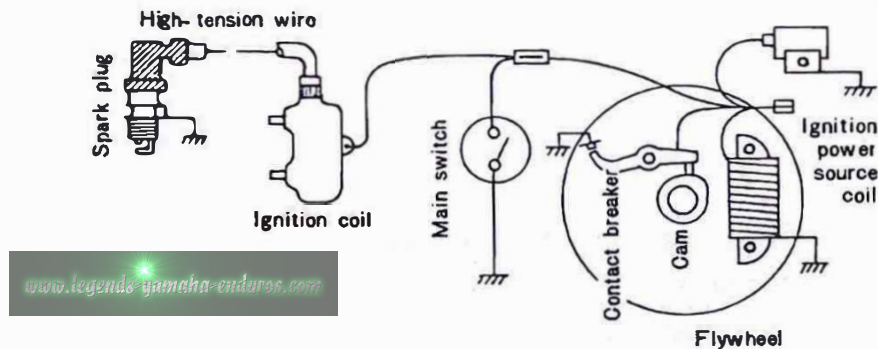 High-tension wire
Spark plug
Ignition coil
Main switch
Contact breaker
Cam
Ignition
power
source
coil
Flywheel
www.legends-yamaha-enduros.com